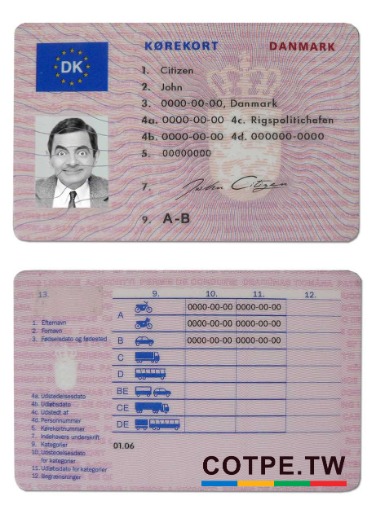 KØREKORT DANMARK
DK
1. Citizen
2. John
3. 0000-00-00, Danmark
4a. 0000-00-00 4c. Rigspolitichefen
4b. 0000-00-00 4d. 000000-0000
5. 00000000
7. John Citizen
9. A-B
13. 9. 10. 11. 12.
A 0000-00-00 0000-00-00
0000-00-00 0000-00-00
B 0000-00-00 0000-00-00
C
D
BE
CE
DE
1. Efternavn
2. Fornavn
3. Fødselsdato og fødested
4a. Udstedelsesdato
4b. Udløbsdato
4c. Udstedt af
4d. Personnummer
5. Kørekortnummer
7. Indehavers underskrift
9. Kategorier
10. Udstedelsesdato
for kategorier
11. Udløbsdato for kategorier
12. Begrænsninger
01.06
COTPE.TW